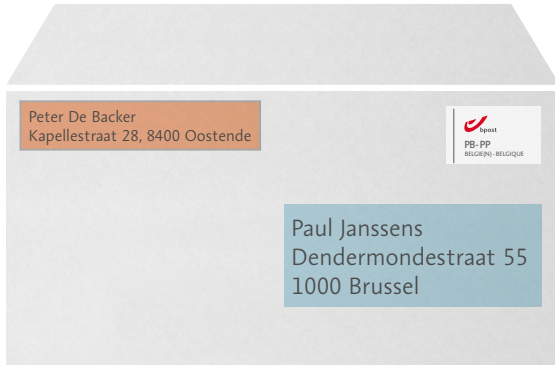 Peter De Backer
Kapellestraat 28, 8400 Oostende
bpost
PB-PP
BELGIE(N) - BELGIQUE
Paul Janssens
Dendermondestraat 55
1000 Brussel